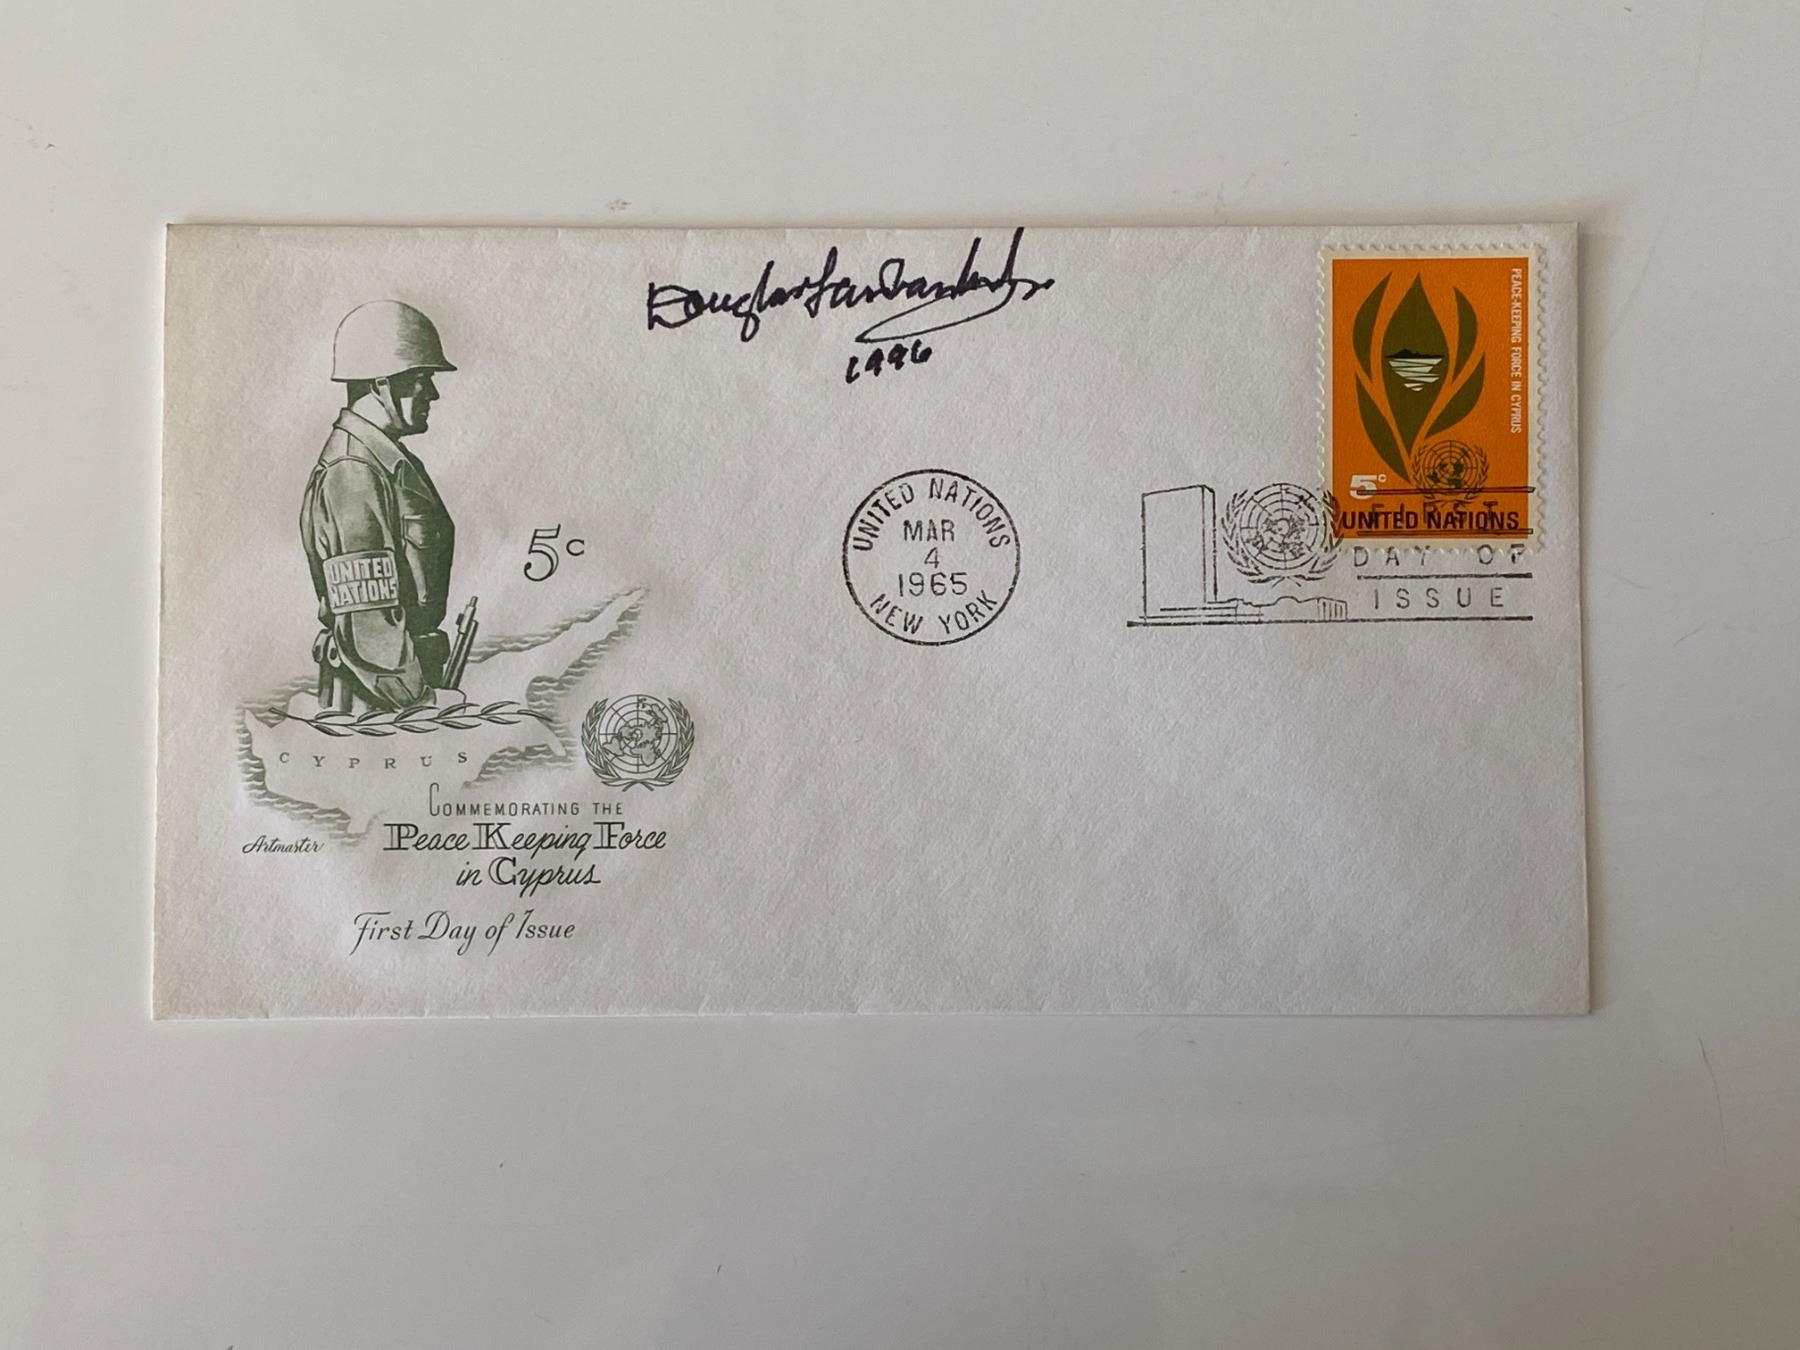 Douglas Fairbanks Jr.
1996
PEACE-KEEPING FORCE IN CYPRUS
5c
UNITED NATIONS
UNITED NATIONS
MAR
4
1965
NEW YORK
FIRST
DAY OF
ISSUE
UNITED
NATIONS
5c
CYPRUS
COMMEMORATING THE
Peace Keeping Force
in Cyprus
Artmaster
First Day of Issue